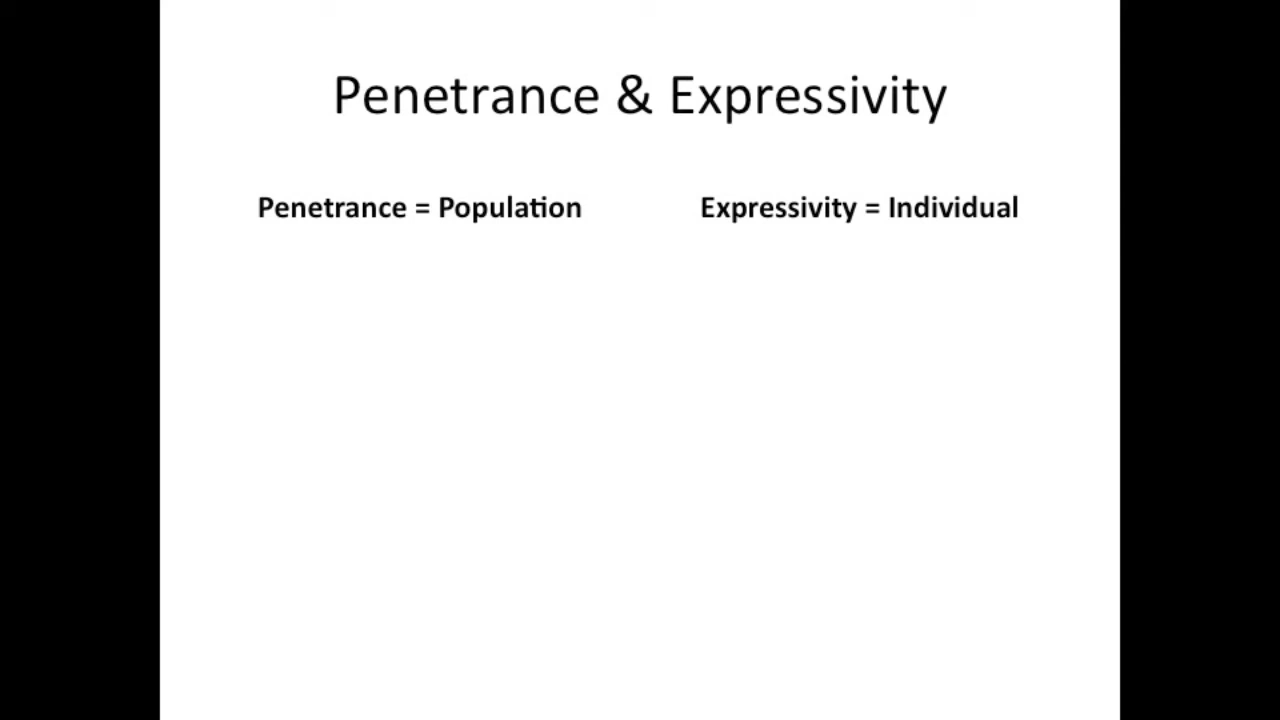 Penetrance & Expressivity
Penetrance = Population
Expressivity = Individual